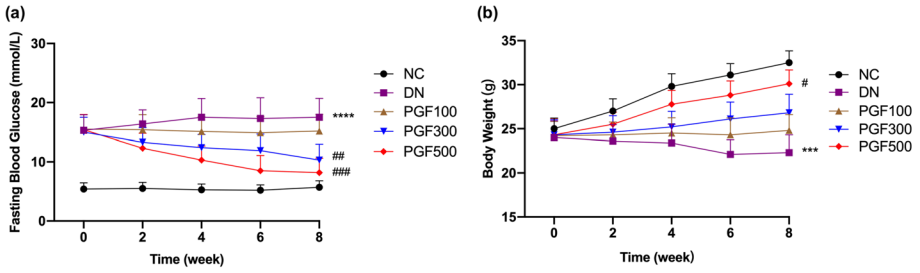 (a)
Fasting Blood Glucose (mmol/L)
30
20
10
0
0 2 4 6 8
Time (week)
****
##
###
NC
DN
PGF100
PGF300
PGF500
(b)
Body Weight (g)
35
30
25
20
15
0 2 4 6 8
Time (week)
#
***
NC
DN
PGF100
PGF300
PGF500